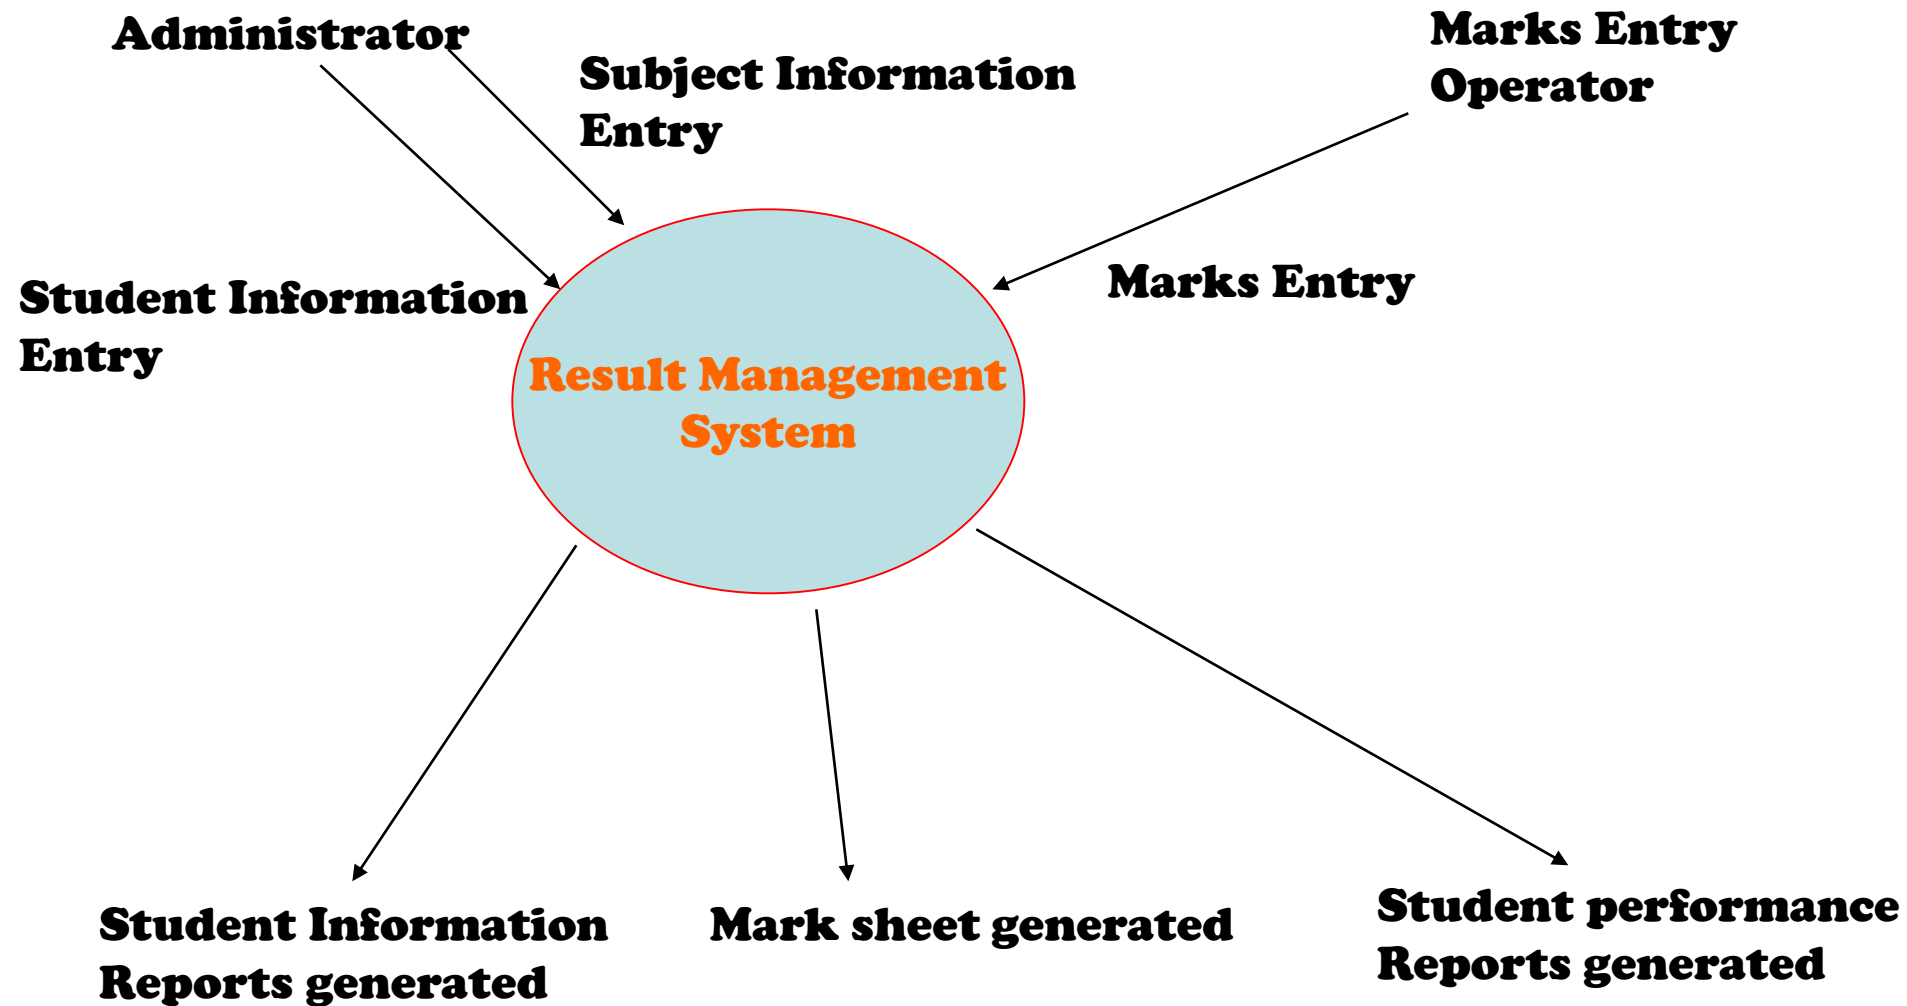 Administrator
Subject Information
Entry
Marks Entry
Operator
Student Information
Entry
Marks Entry
Result Management
System
Student Information
Reports generated
Mark sheet generated
Student performance
Reports generated